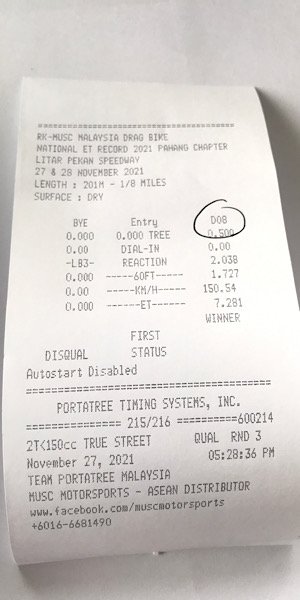 ==========================================
RK-MUSC MALAYSIA DRAG BIKE
NATIONAL ET RECORD 2021 PAHANG CHAPTER
LITAR PEKAN SPEEDWAY
27 & 28 NOVEMBER 2021
LENGTH : 201M - 1/8 MILES
SURFACE : DRY
BYE Entry D08
0.000 0.000 TREE 0.500
0.00 DIAL-IN 0.00
-LB3- REACTION 2.038
0.000 -----60FT----- 1.727
0.00 -----KM/H----- 150.54
0.000 ------ET------ 7.281
WINNER
FIRST
DISQUAL STATUS
Autostart Disabled
==========================================
PORTATREE TIMING SYSTEMS, INC.
================ 215/216 ==========600214
2T<150cc TRUE STREET QUAL RND 3
November 27, 2021 05:28:36 PM
TEAM PORTATREE MALAYSIA
MUSC MOTORSPORTS - ASEAN DISTRIBUTOR
www.facebook.com/muscmotorsports
+6016-6681490